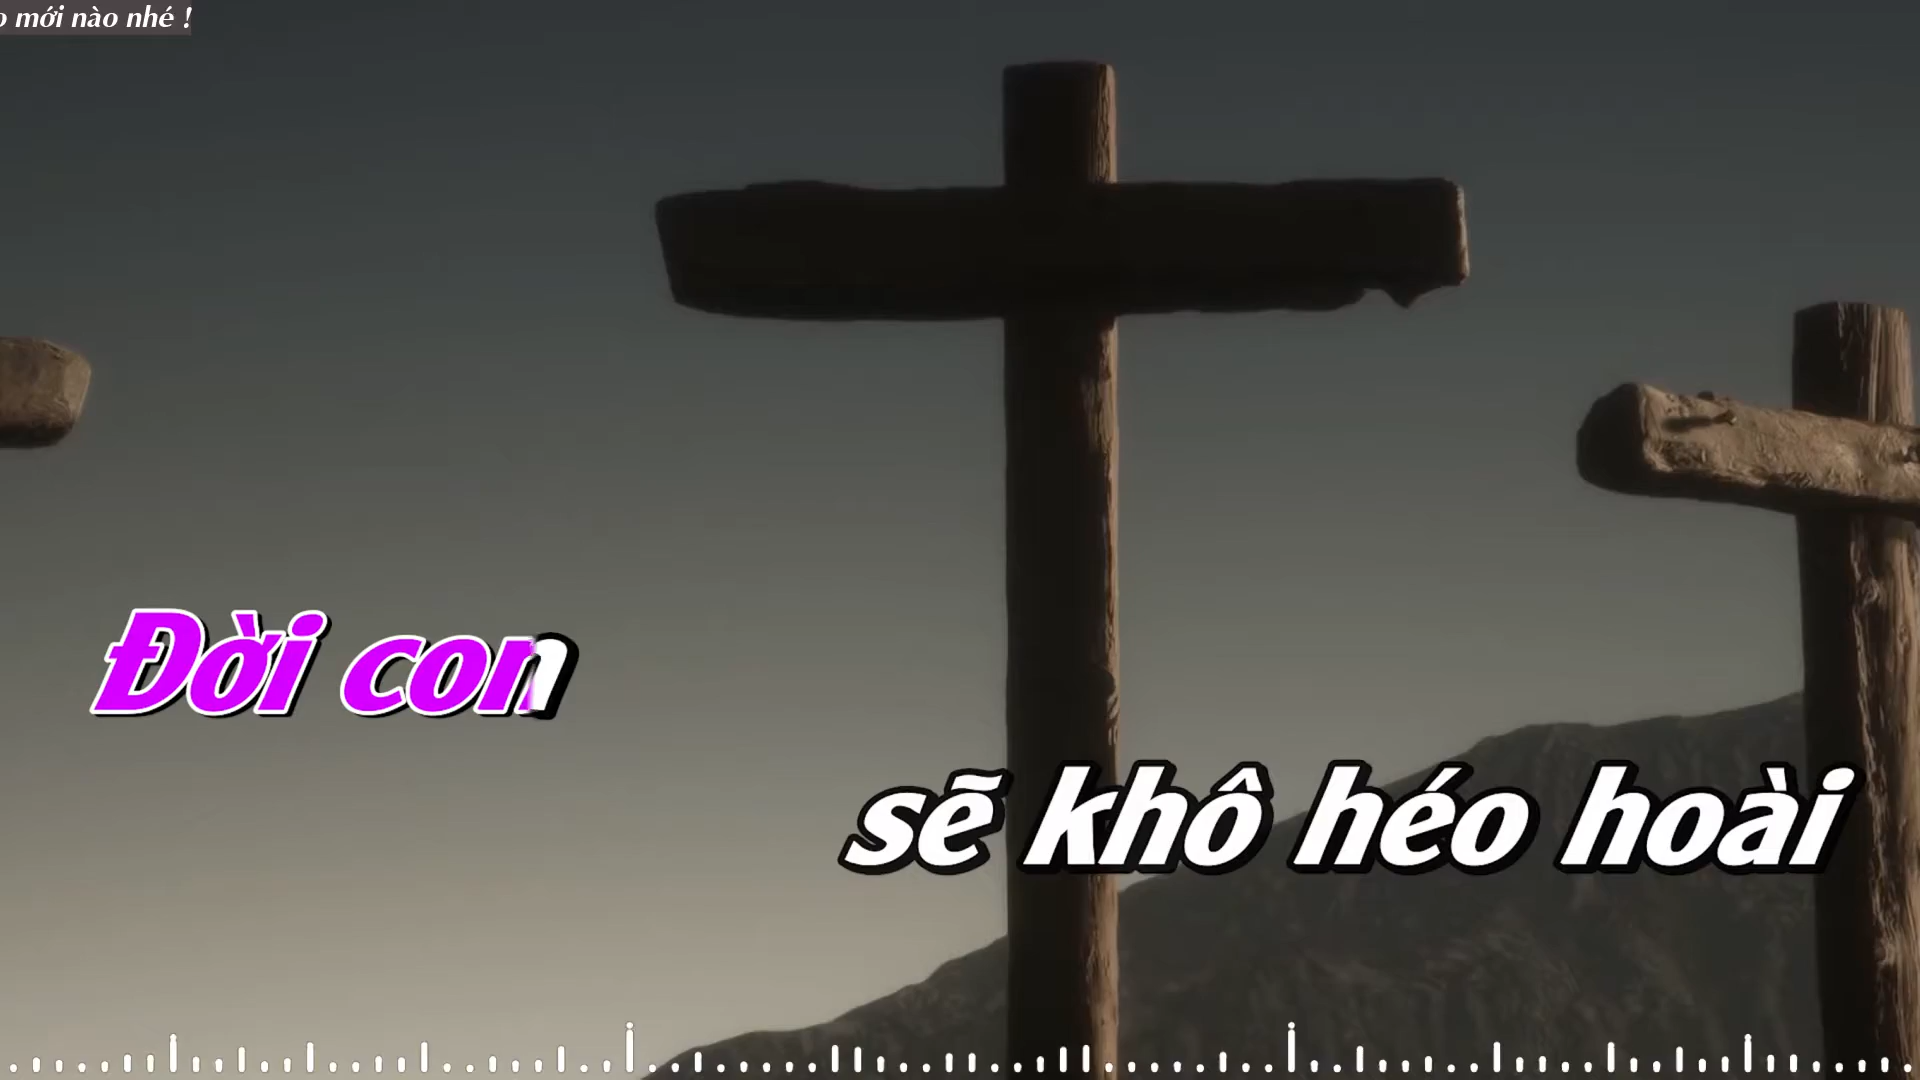 mới nào nhé !
Đời con
sẽ khô héo hoài